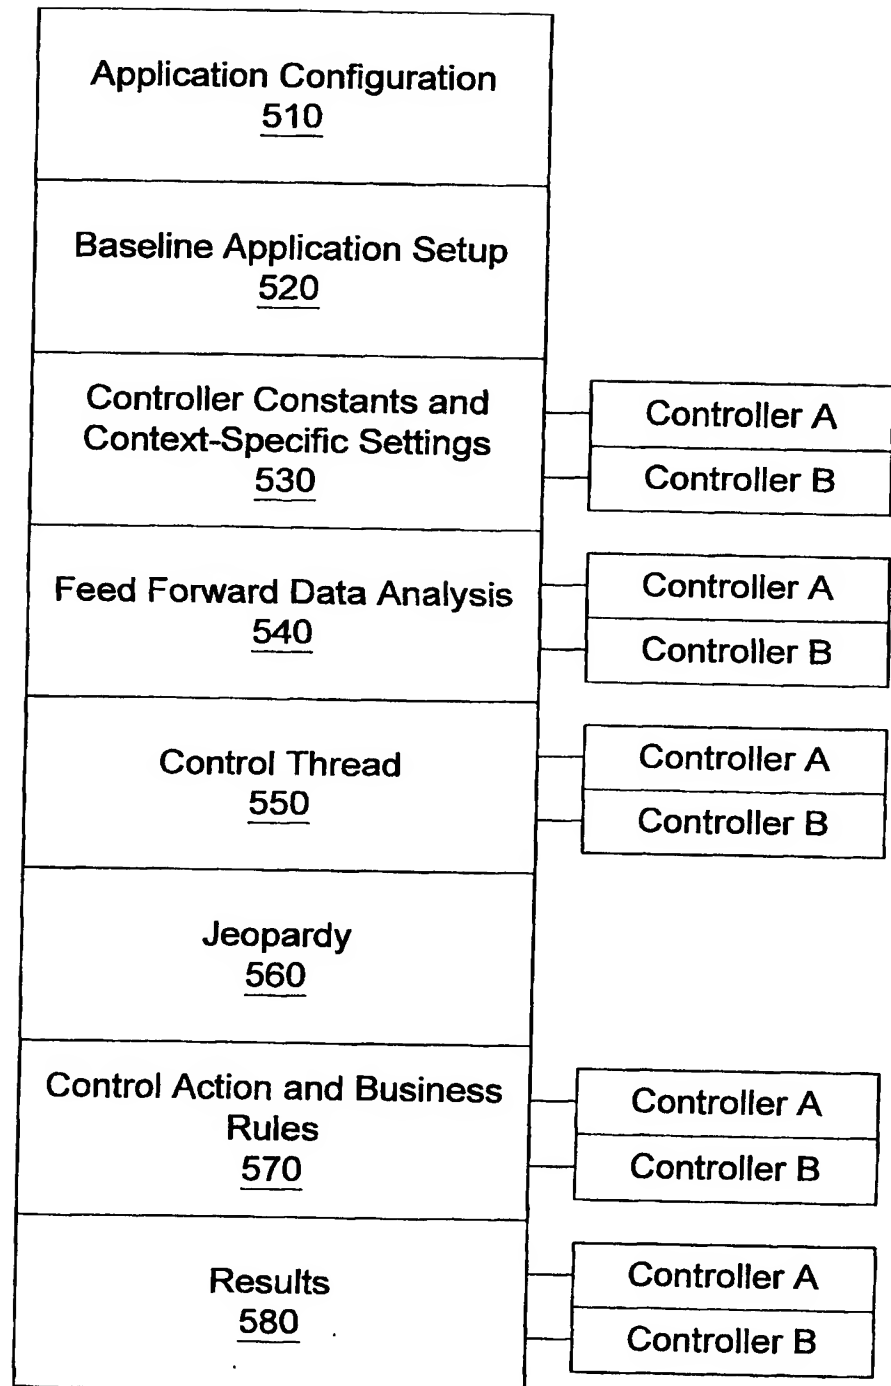 Application Configuration
510
Baseline Application Setup
520
Controller Constants and
Context-Specific Settings
530
Controller A
Controller B
Feed Forward Data Analysis
540
Controller A
Controller B
Control Thread
550
Controller A
Controller B
Jeopardy
560
Control Action and Business
Rules
570
Controller A
Controller B
Results
580
Controller A
Controller B